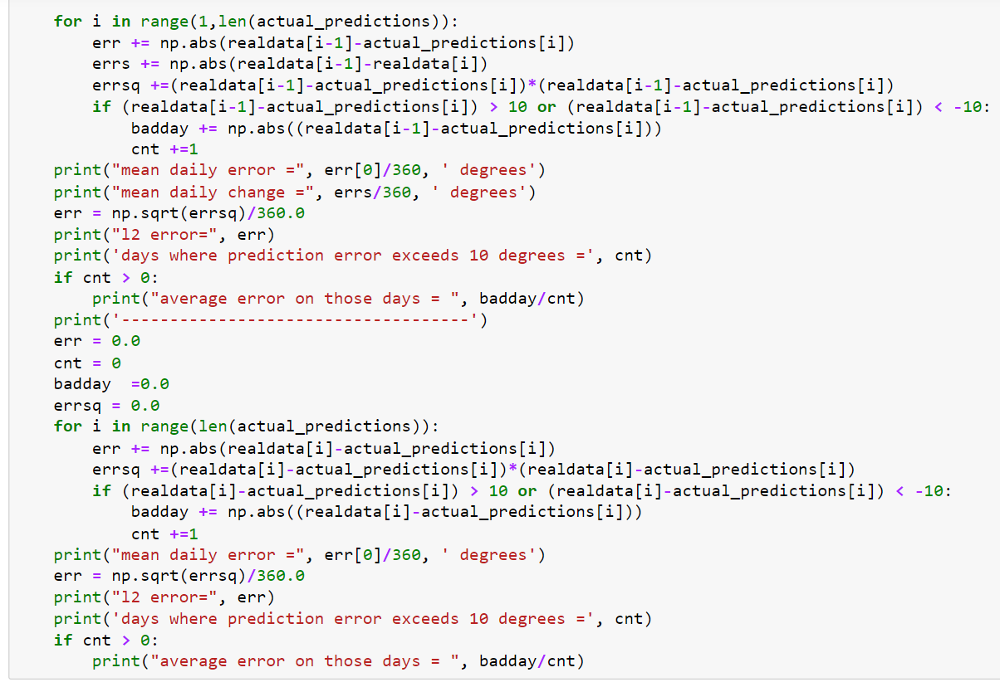 for i in range(1,len(actual_predictions)):
    err += np.abs(realdata[i-1]-actual_predictions[i])
    errs += np.abs(realdata[i-1]-realdata[i])
    errsq +=(realdata[i-1]-actual_predictions[i])*(realdata[i-1]-actual_predictions[i])
    if (realdata[i-1]-actual_predictions[i]) > 10 or (realdata[i-1]-actual_predictions[i]) < -10:
        badday += np.abs((realdata[i-1]-actual_predictions[i]))
        cnt +=1
print("mean daily error =", err[0]/360, ' degrees')
print("mean daily change =", errs/360, ' degrees')
err = np.sqrt(errsq)/360.0
print("l2 error=", err)
print('days where prediction error exceeds 10 degrees =', cnt)
if cnt > 0:
    print("average error on those days = ", badday/cnt)
print('------------------------------------')
err = 0.0
cnt = 0
badday  =0.0
errsq = 0.0
for i in range(len(actual_predictions)):
    err += np.abs(realdata[i]-actual_predictions[i])
    errsq +=(realdata[i]-actual_predictions[i])*(realdata[i]-actual_predictions[i])
    if (realdata[i]-actual_predictions[i]) > 10 or (realdata[i]-actual_predictions[i]) < -10:
        badday += np.abs((realdata[i]-actual_predictions[i]))
        cnt +=1
print("mean daily error =", err[0]/360, ' degrees')
err = np.sqrt(errsq)/360.0
print("l2 error=", err)
print('days where prediction error exceeds 10 degrees =', cnt)
if cnt > 0:
    print("average error on those days = ", badday/cnt)